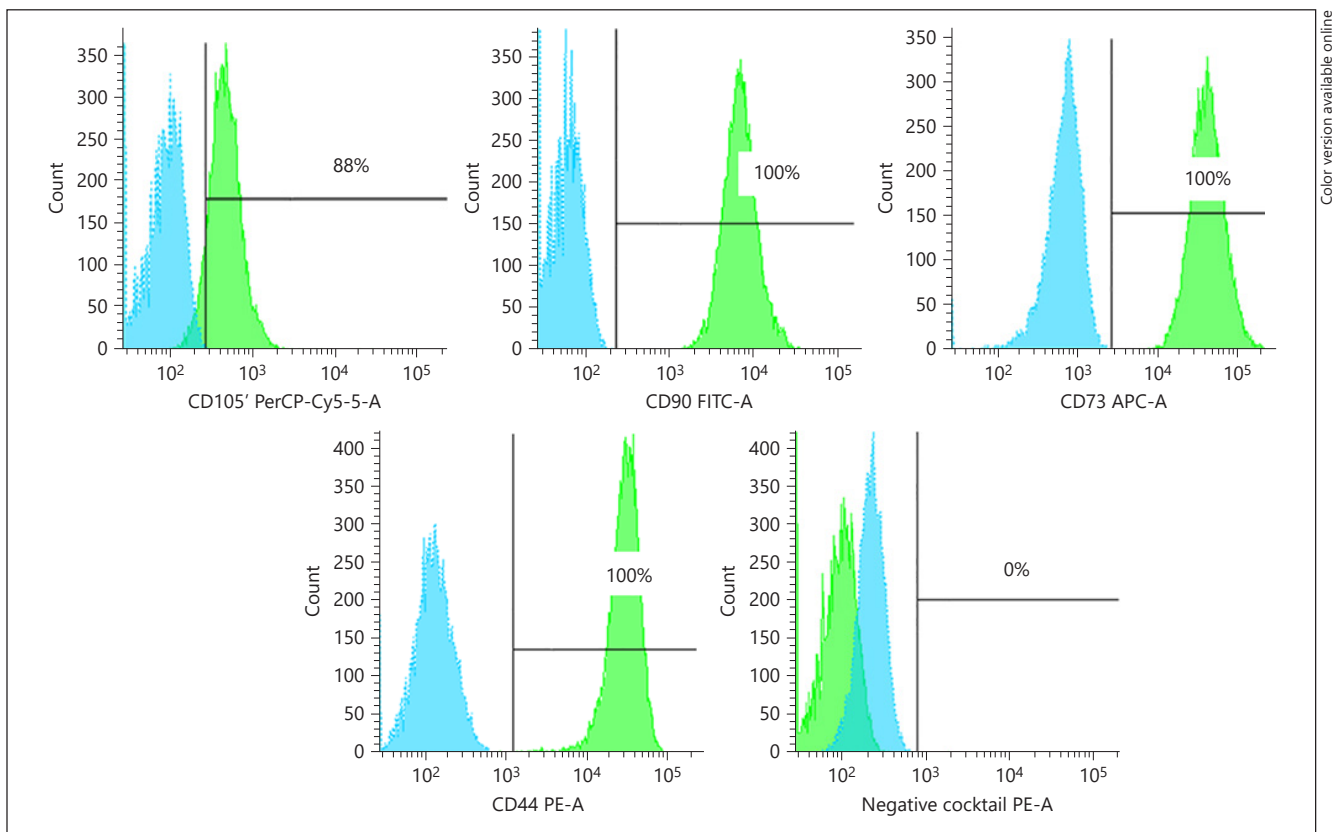 Color version available online
350
300
250
200
150
100
50
0
Count
88%
10² 10³ 10⁴ 10⁵
CD105′ PerCP-Cy5-5-A
350
300
250
200
150
100
50
0
Count
100%
10² 10³ 10⁴ 10⁵
CD90 FITC-A
350
300
250
200
150
100
50
0
Count
100%
10² 10³ 10⁴ 10⁵
CD73 APC-A
400
350
300
250
200
150
100
50
0
Count
100%
10² 10³ 10⁴ 10⁵
CD44 PE-A
400
350
300
250
200
150
100
50
0
Count
0%
10² 10³ 10⁴ 10⁵
Negative cocktail PE-A